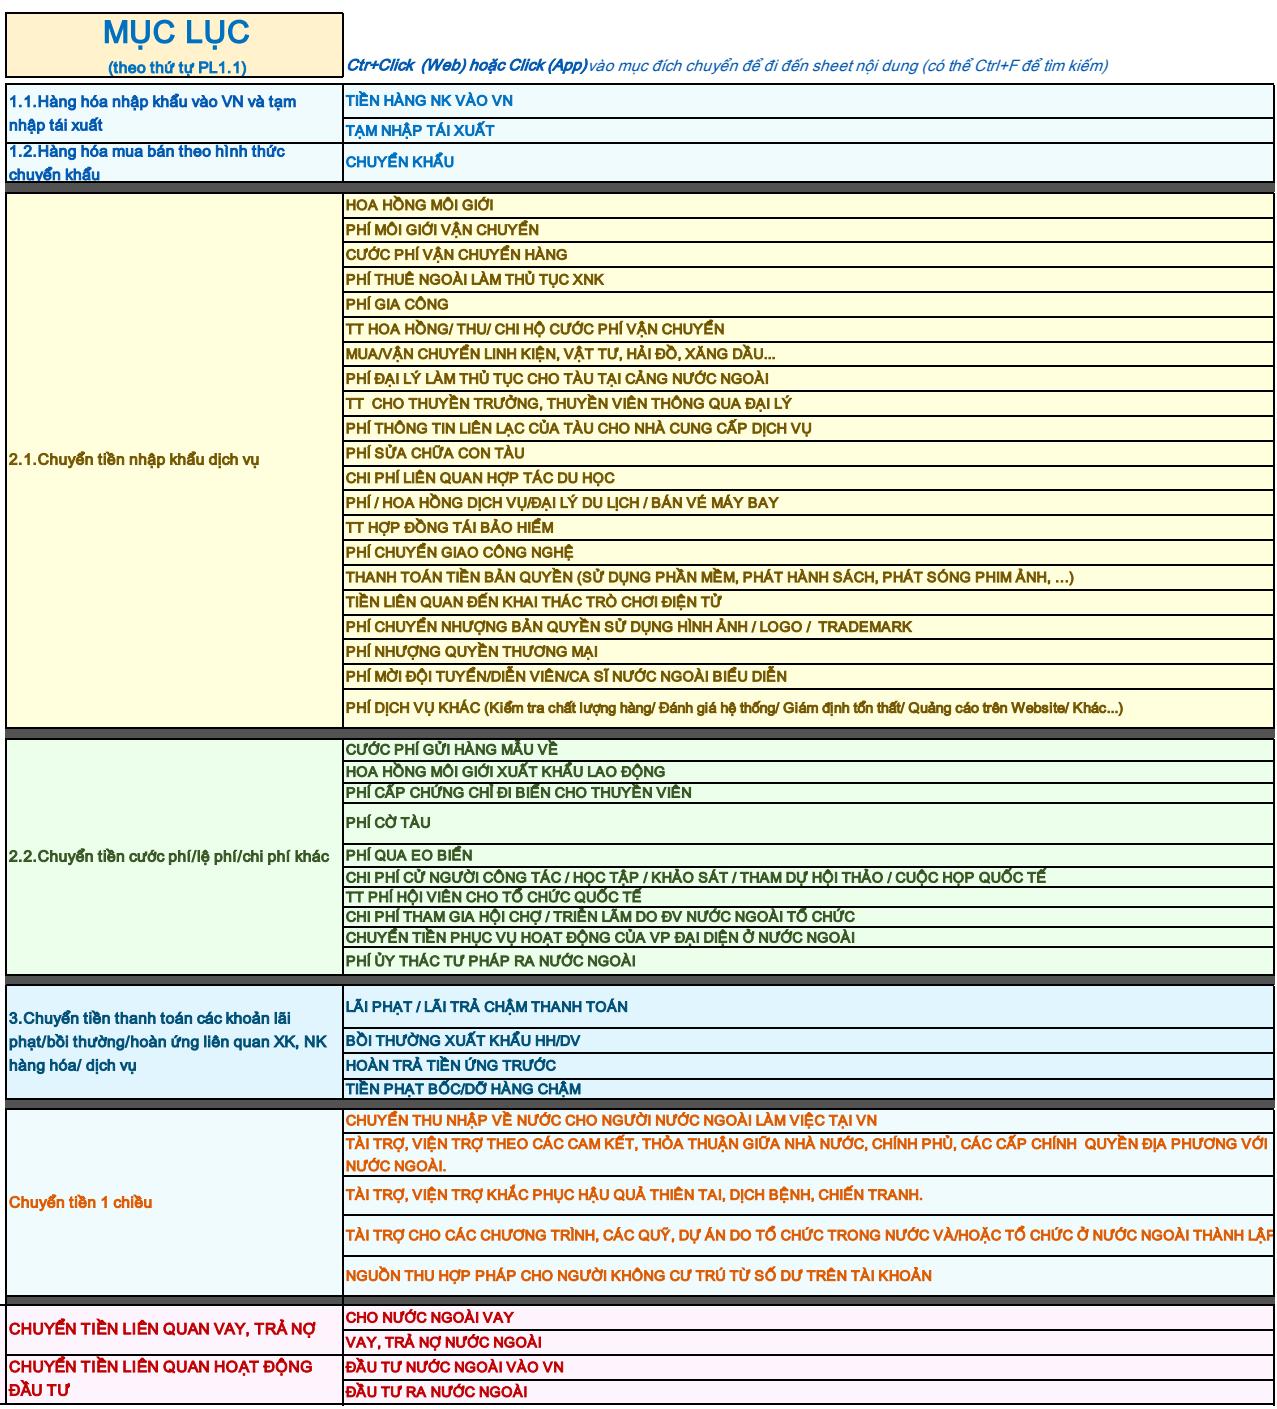 MỤC LỤC
(theo thứ tự PL1.1)
Ctr+Click (Web) hoặc Click (App) vào mục đích chuyển để đi đến sheet nội dung (có thể Ctrl+F để tìm kiếm)
1.1.Hàng hóa nhập khẩu vào VN và tạm
nhập tái xuất
TIỀN HÀNG NK VÀO VN
TẠM NHẬP TÁI XUẤT
1.2.Hàng hóa mua bán theo hình thức
chuyển khẩu
CHUYỂN KHẨU
2.1.Chuyển tiền nhập khẩu dịch vụ
HOA HỒNG MÔI GIỚI
PHÍ MÔI GIỚI VẬN CHUYỂN
CƯỚC PHÍ VẬN CHUYỂN HÀNG
PHÍ THUÊ NGOÀI LÀM THỦ TỤC XNK
PHÍ GIA CÔNG
TT HOA HỒNG/ THU/ CHI HỘ CƯỚC PHÍ VẬN CHUYỂN
MUA/VẬN CHUYỂN LINH KIỆN, VẬT TƯ, HẢI ĐỒ, XĂNG DẦU...
PHÍ ĐẠI LÝ LÀM THỦ TỤC CHO TÀU TẠI CẢNG NƯỚC NGOÀI
TT CHO THUYỀN TRƯỞNG, THUYỀN VIÊN THÔNG QUA ĐẠI LÝ
PHÍ THÔNG TIN LIÊN LẠC CỦA TÀU CHO NHÀ CUNG CẤP DỊCH VỤ
PHÍ SỬA CHỮA CON TÀU
CHI PHÍ LIÊN QUAN HỢP TÁC DU HỌC
PHÍ / HOA HỒNG DỊCH VỤ/ĐẠI LÝ DU LỊCH / BÁN VÉ MÁY BAY
TT HỢP ĐỒNG TÁI BẢO HIỂM
PHÍ CHUYỂN GIAO CÔNG NGHỆ
THANH TOÁN TIỀN BẢN QUYỀN (SỬ DỤNG PHẦN MỀM, PHÁT HÀNH SÁCH, PHÁT SÓNG PHIM ẢNH, ...)
TIỀN LIÊN QUAN ĐẾN KHAI THÁC TRÒ CHƠI ĐIỆN TỬ
PHÍ CHUYỂN NHƯỢNG BẢN QUYỀN SỬ DỤNG HÌNH ẢNH / LOGO / TRADEMARK
PHÍ NHƯỢNG QUYỀN THƯƠNG MẠI
PHÍ MỜI ĐỘI TUYỂN/DIỄN VIÊN/CA SĨ NƯỚC NGOÀI BIỂU DIỄN
PHÍ DỊCH VỤ KHÁC (Kiểm tra chất lượng hàng/ Đánh giá hệ thống/ Giám định tổn thất/ Quảng cáo trên Website/ Khác...)
2.2.Chuyển tiền cước phí/lệ phí/chi phí khác
CƯỚC PHÍ GỬI HÀNG MẪU VỀ
HOA HỒNG MÔI GIỚI XUẤT KHẨU LAO ĐỘNG
PHÍ CẤP CHỨNG CHỈ ĐI BIỂN CHO THUYỀN VIÊN
PHÍ CỜ TÀU
PHÍ QUA EO BIỂN
CHI PHÍ CỬ NGƯỜI CÔNG TÁC / HỌC TẬP / KHẢO SÁT / THAM DỰ HỘI THẢO / CUỘC HỌP QUỐC TẾ
TT PHÍ HỘI VIÊN CHO TỔ CHỨC QUỐC TẾ
CHI PHÍ THAM GIA HỘI CHỢ / TRIỂN LÃM DO ĐV NƯỚC NGOÀI TỔ CHỨC
CHUYỂN TIỀN PHỤC VỤ HOẠT ĐỘNG CỦA VP ĐẠI DIỆN Ở NƯỚC NGOÀI
PHÍ ỦY THÁC TƯ PHÁP RA NƯỚC NGOÀI
3.Chuyển tiền thanh toán các khoản lãi
phạt/bồi thường/hoàn ứng liên quan XK, NK
hàng hóa/ dịch vụ
LÃI PHẠT / LÃI TRẢ CHẬM THANH TOÁN
BỒI THƯỜNG XUẤT KHẨU HH/DV
HOÀN TRẢ TIỀN ỨNG TRƯỚC
TIỀN PHẠT BỐC/DỠ HÀNG CHẬM
Chuyển tiền 1 chiều
CHUYỂN THU NHẬP VỀ NƯỚC CHO NGƯỜI NƯỚC NGOÀI LÀM VIỆC TẠI VN
TÀI TRỢ, VIỆN TRỢ THEO CÁC CAM KẾT, THỎA THUẬN GIỮA NHÀ NƯỚC, CHÍNH PHỦ, CÁC CẤP CHÍNH QUYỀN ĐỊA PHƯƠNG VỚI
NƯỚC NGOÀI.
TÀI TRỢ, VIỆN TRỢ KHẮC PHỤC HẬU QUẢ THIÊN TAI, DỊCH BỆNH, CHIẾN TRANH.
TÀI TRỢ CHO CÁC CHƯƠNG TRÌNH, CÁC QUỸ, DỰ ÁN DO TỔ CHỨC TRONG NƯỚC VÀ/HOẶC TỔ CHỨC Ở NƯỚC NGOÀI THÀNH LẬP
NGUỒN THU HỢP PHÁP CHO NGƯỜI KHÔNG CƯ TRÚ TỪ SỐ DƯ TRÊN TÀI KHOẢN
CHUYỂN TIỀN LIÊN QUAN VAY, TRẢ NỢ
CHO NƯỚC NGOÀI VAY
VAY, TRẢ NỢ NƯỚC NGOÀI
CHUYỂN TIỀN LIÊN QUAN HOẠT ĐỘNG
ĐẦU TƯ
ĐẦU TƯ NƯỚC NGOÀI VÀO VN
ĐẦU TƯ RA NƯỚC NGOÀI